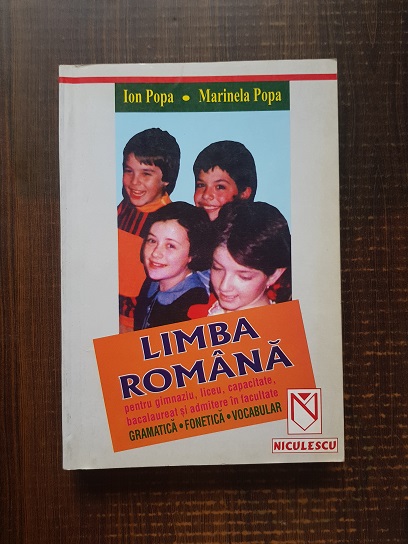 Ion Popa • Marinela Popa
LIMBA
ROMÂNĂ
pentru gimnaziu, liceu, capacitate,
bacalaureat și admitere în facultate
GRAMATICĂ • FONETICĂ • VOCABULAR
NICULESCU